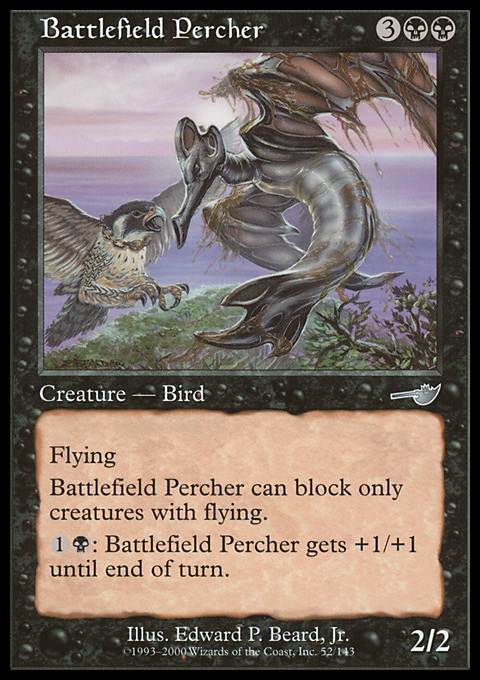 Battlefield Percher 3
Creature — Bird
Flying
Battlefield Percher can block only
creatures with flying.
1 : Battlefield Percher gets +1/+1
until end of turn.
Illus. Edward P. Beard, Jr.
©1993–2000 Wizards of the Coast, Inc. 52/143
2/2